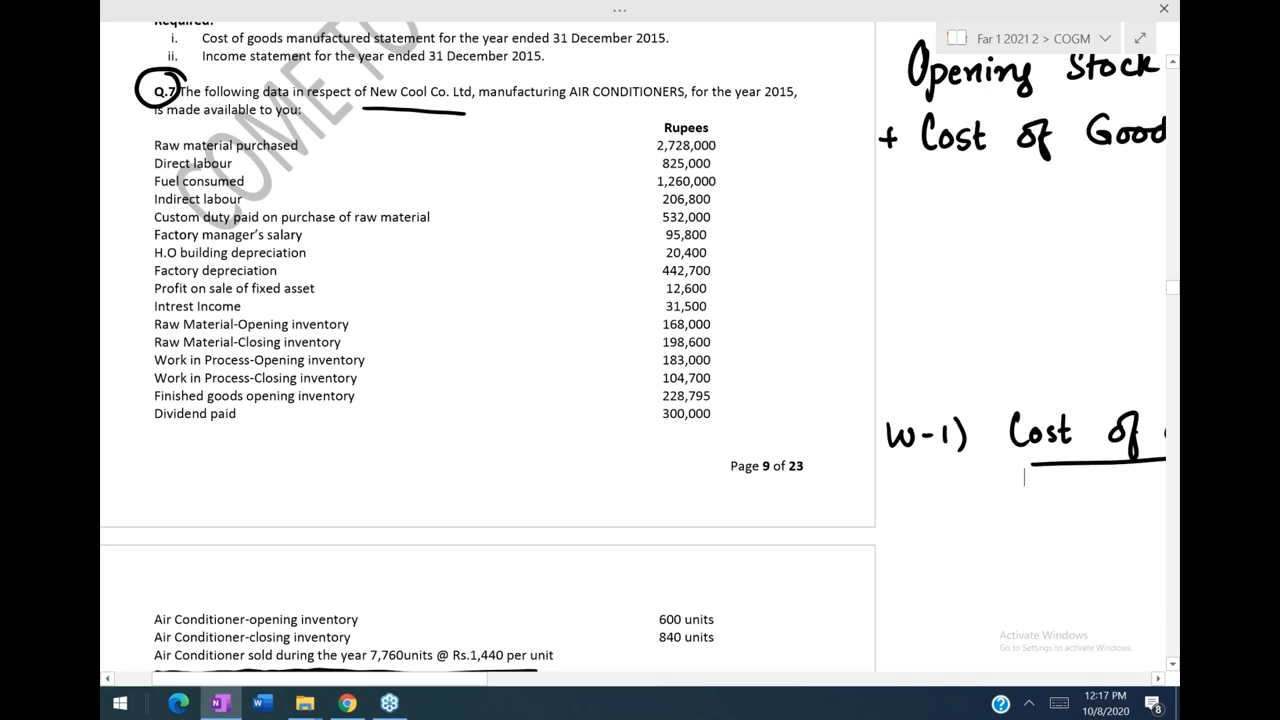 Required:
i. Cost of goods manufactured statement for the year ended 31 December 2015.
ii. Income statement for the year ended 31 December 2015.
Q.7 The following data in respect of New Cool Co. Ltd, manufacturing AIR CONDITIONERS, for the year 2015,
is made available to you:
Rupees
Raw material purchased 2,728,000
Direct labour 825,000
Fuel consumed 1,260,000
Indirect labour 206,800
Custom duty paid on purchase of raw material 532,000
Factory manager's salary 95,800
H.O building depreciation 20,400
Factory depreciation 442,700
Profit on sale of fixed asset 12,600
Intrest Income 31,500
Raw Material-Opening inventory 168,000
Raw Material-Closing inventory 198,600
Work in Process-Opening inventory 183,000
Work in Process-Closing inventory 104,700
Finished goods opening inventory 228,795
Dividend paid 300,000
Page 9 of 23
Air Conditioner-opening inventory 600 units
Air Conditioner-closing inventory 840 units
Air Conditioner sold during the year 7,760units @ Rs.1,440 per unit
COME TO
Far 1 2021 2 > COGM
Opening Stock
+ Cost of Good
W-1) Cost of
Activate Windows
Go to Settings to activate Windows.
12:17 PM
10/8/2020
8